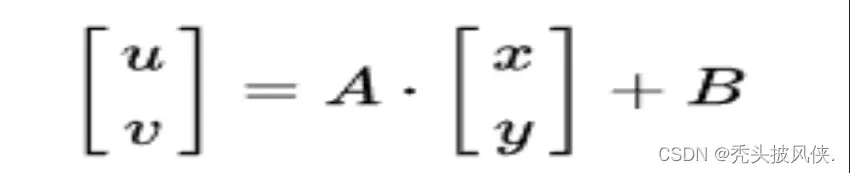 [u v] = A · [x y] + B
CSDN @秃头披风侠.